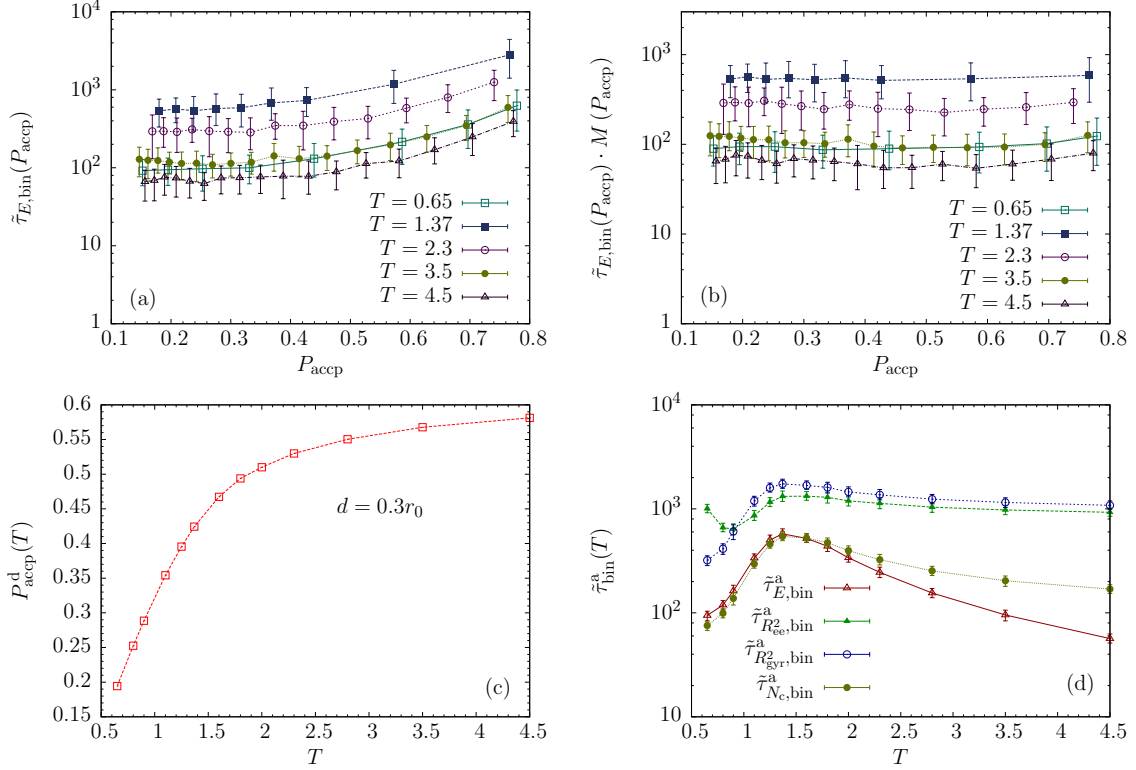 10^4
10^3
10^2
10
1
τ̃_{E,bin}(P_accp)
T = 0.65
T = 1.37
T = 2.3
T = 3.5
T = 4.5
(a)
0.1 0.2 0.3 0.4 0.5 0.6 0.7 0.8
P_accp
10^3
10^2
10
1
τ̃_{E,bin}(P_accp) · M(P_accp)
T = 0.65
T = 1.37
T = 2.3
T = 3.5
T = 4.5
(b)
0.1 0.2 0.3 0.4 0.5 0.6 0.7 0.8
P_accp
0.6
0.55
0.5
0.45
0.4
0.35
0.3
0.25
0.2
0.15
P^d_accp(T)
d = 0.3r_0
(c)
0.5 1 1.5 2 2.5 3 3.5 4 4.5
T
10^4
10^3
10^2
10
τ̃^a_bin(T)
τ̃^a_{E,bin}
τ̃^a_{R^2_ee,bin}
τ̃^a_{R^2_gyr,bin}
τ̃^a_{N_c,bin}
(d)
0.5 1 1.5 2 2.5 3 3.5 4 4.5
T